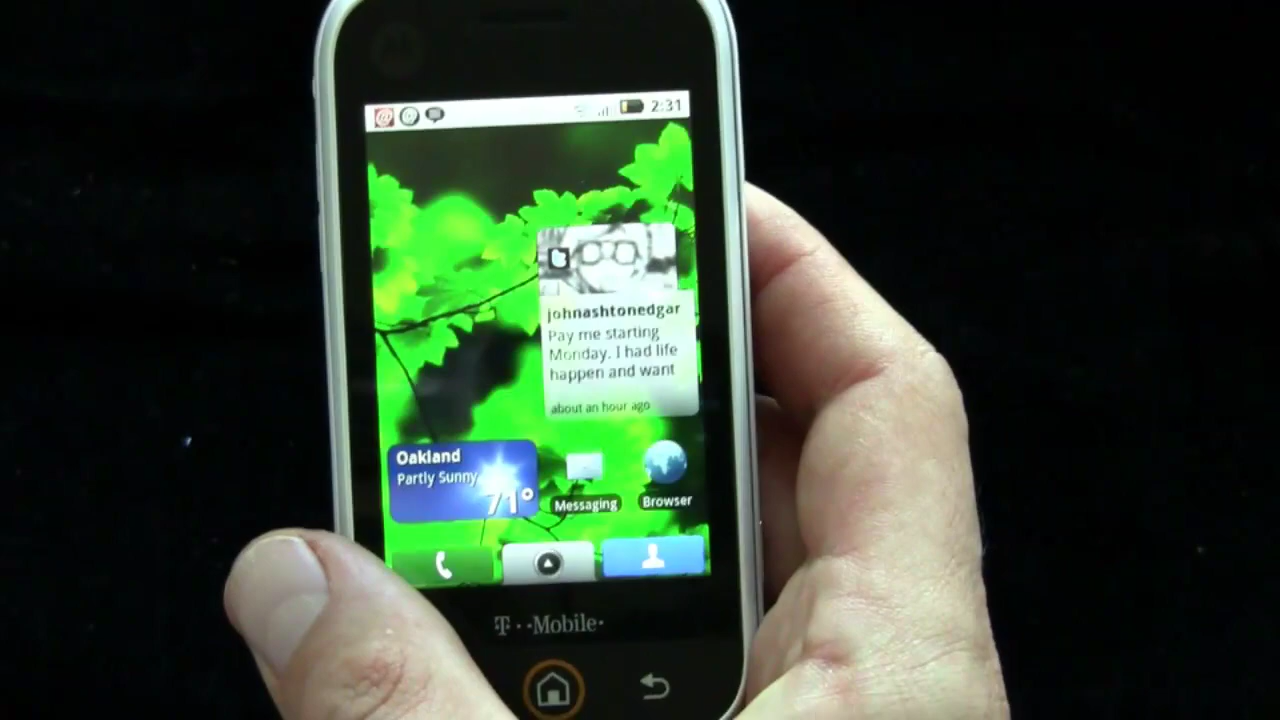 2:31
johnashtonedgar
Pay me starting
Monday. I had life
happen and want
about an hour ago
Oakland
Partly Sunny
71°
Messaging
Browser
T··Mobile·